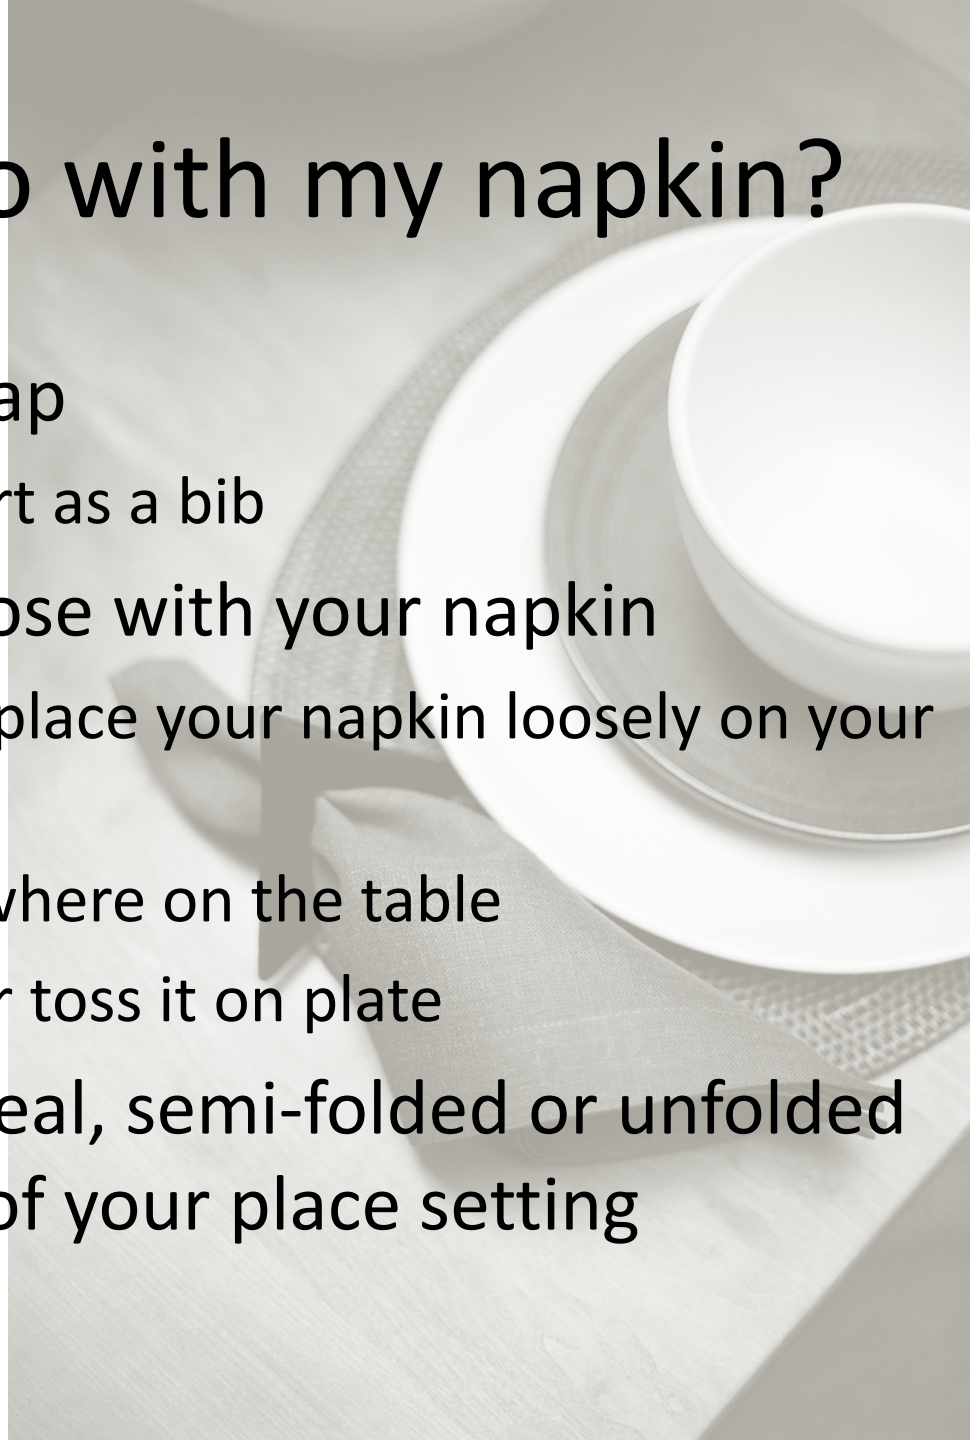 o with my napkin?
ap
rt as a bib
ose with your napkin
place your napkin loosely on your
where on the table
r toss it on plate
eal, semi-folded or unfolded
of your place setting